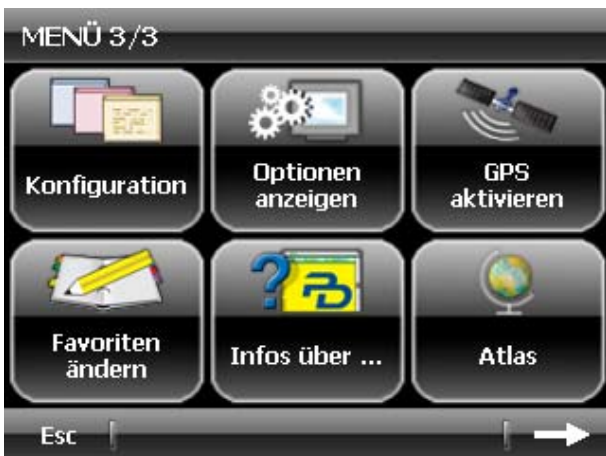 MENÜ 3/3
Konfiguration
Optionen
anzeigen
GPS
aktivieren
Favoriten
ändern
Infos über ...
Atlas
Esc